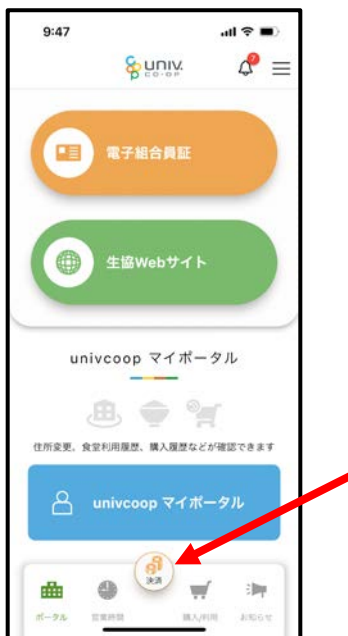 9:47
univ.
CO-OP
7
電子組合員証
生協Webサイト
univcoop マイポータル
住所変更、食堂利用履歴、購入履歴などが確認できます
univcoop マイポータル
決済
ポータル 営業時間 購入/利用 お知らせ